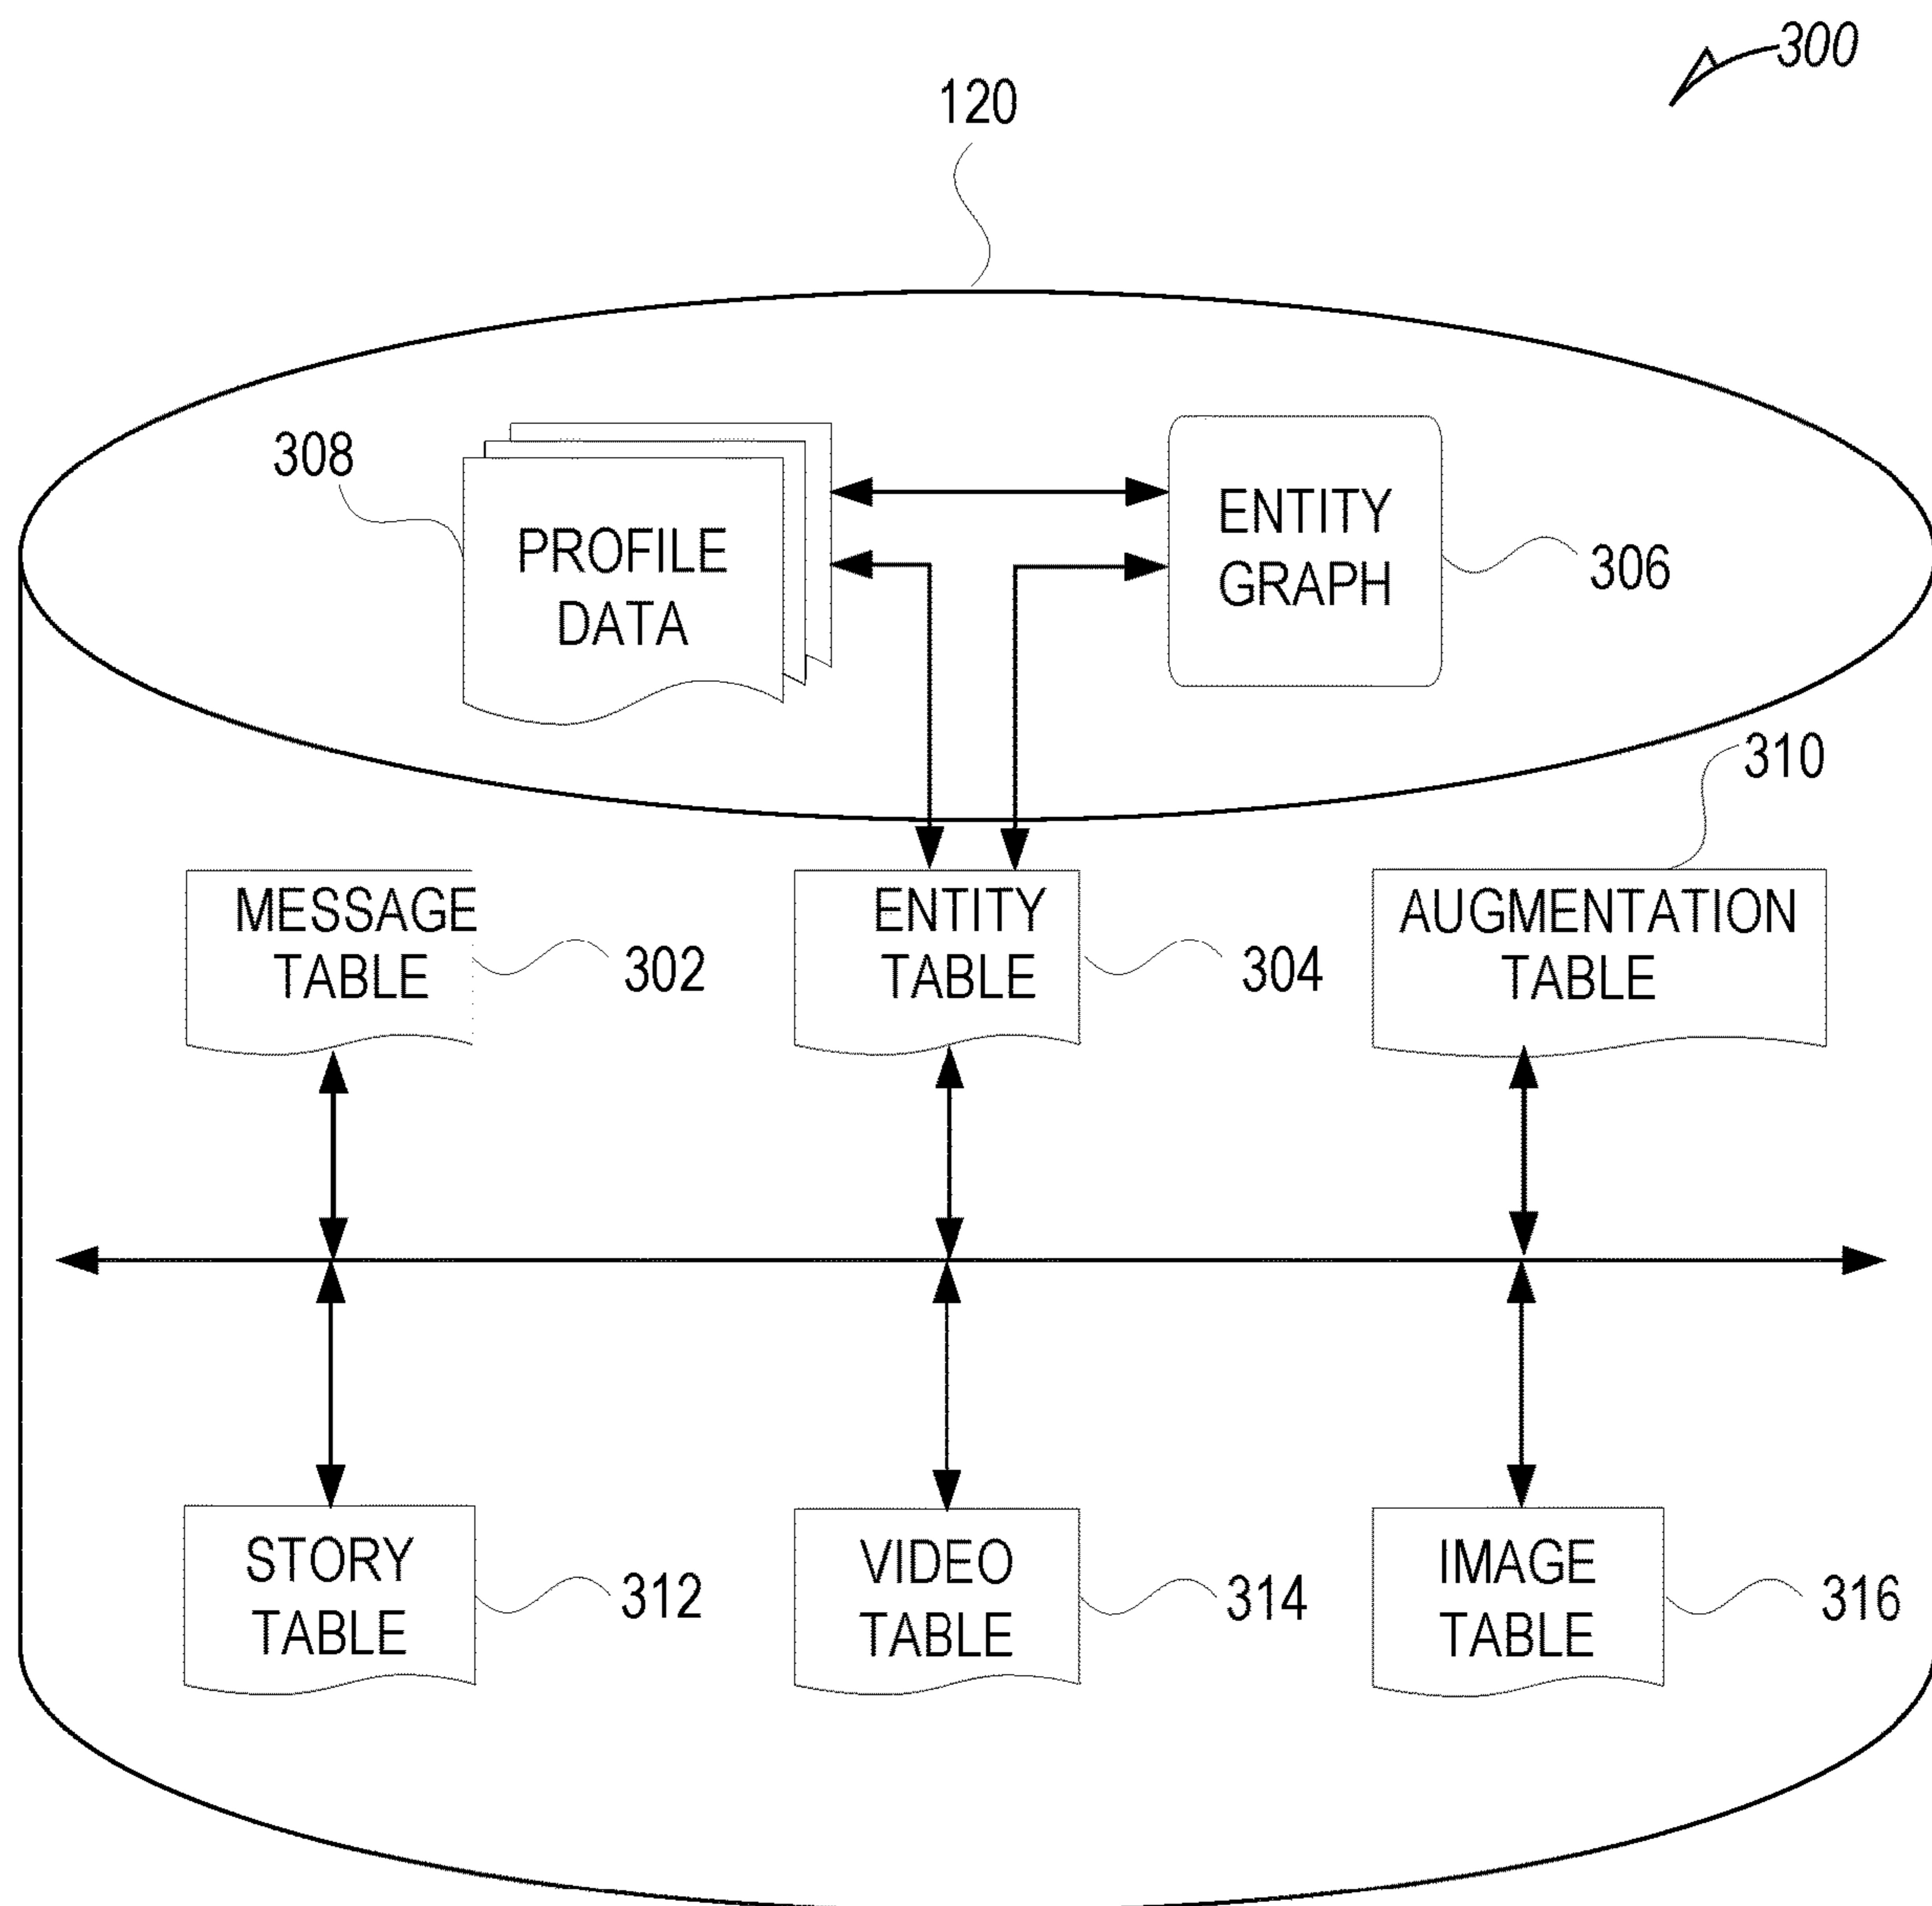 300
120
308
PROFILE
DATA
ENTITY
GRAPH
306
310
MESSAGE
TABLE
302
ENTITY
TABLE
304
AUGMENTATION
TABLE
STORY
TABLE
312
VIDEO
TABLE
314
IMAGE
TABLE
316